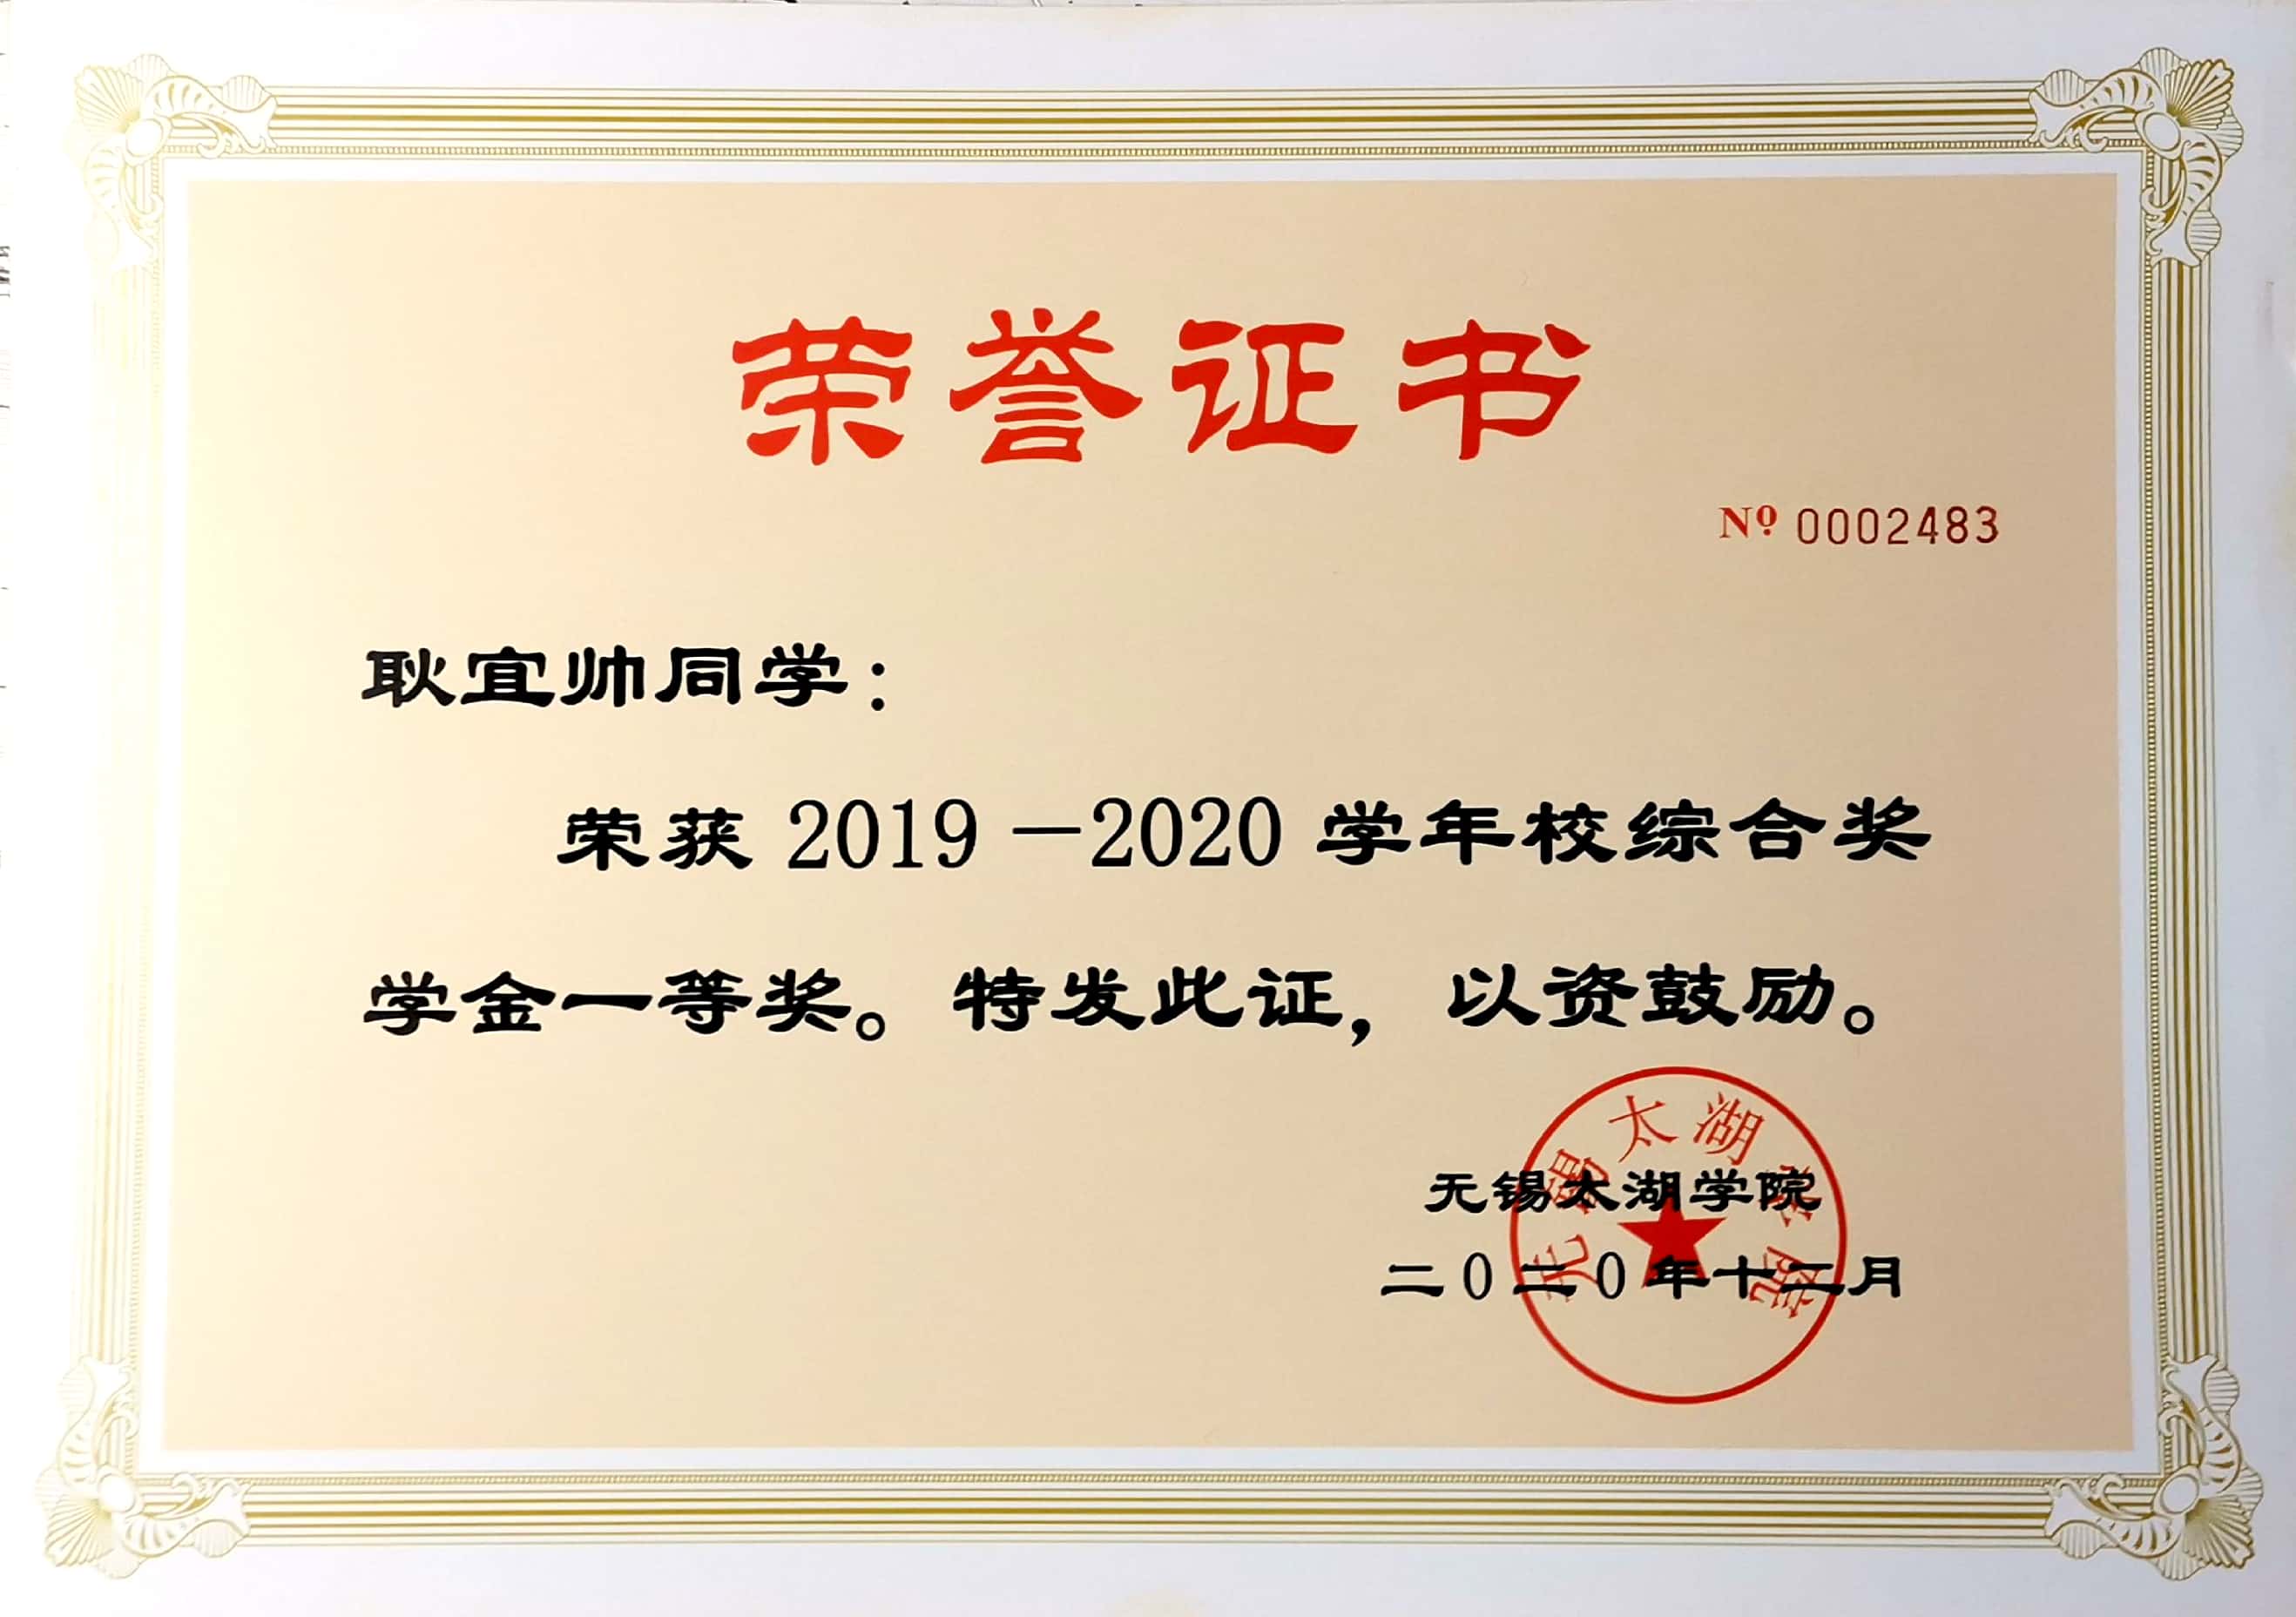 荣誉证书
Nº 0002483
耿宜帅同学：
荣获 2019－2020 学年校综合奖
学金一等奖。特发此证，以资鼓励。
无锡太湖学院
无锡太湖学院
二0二0年十二月